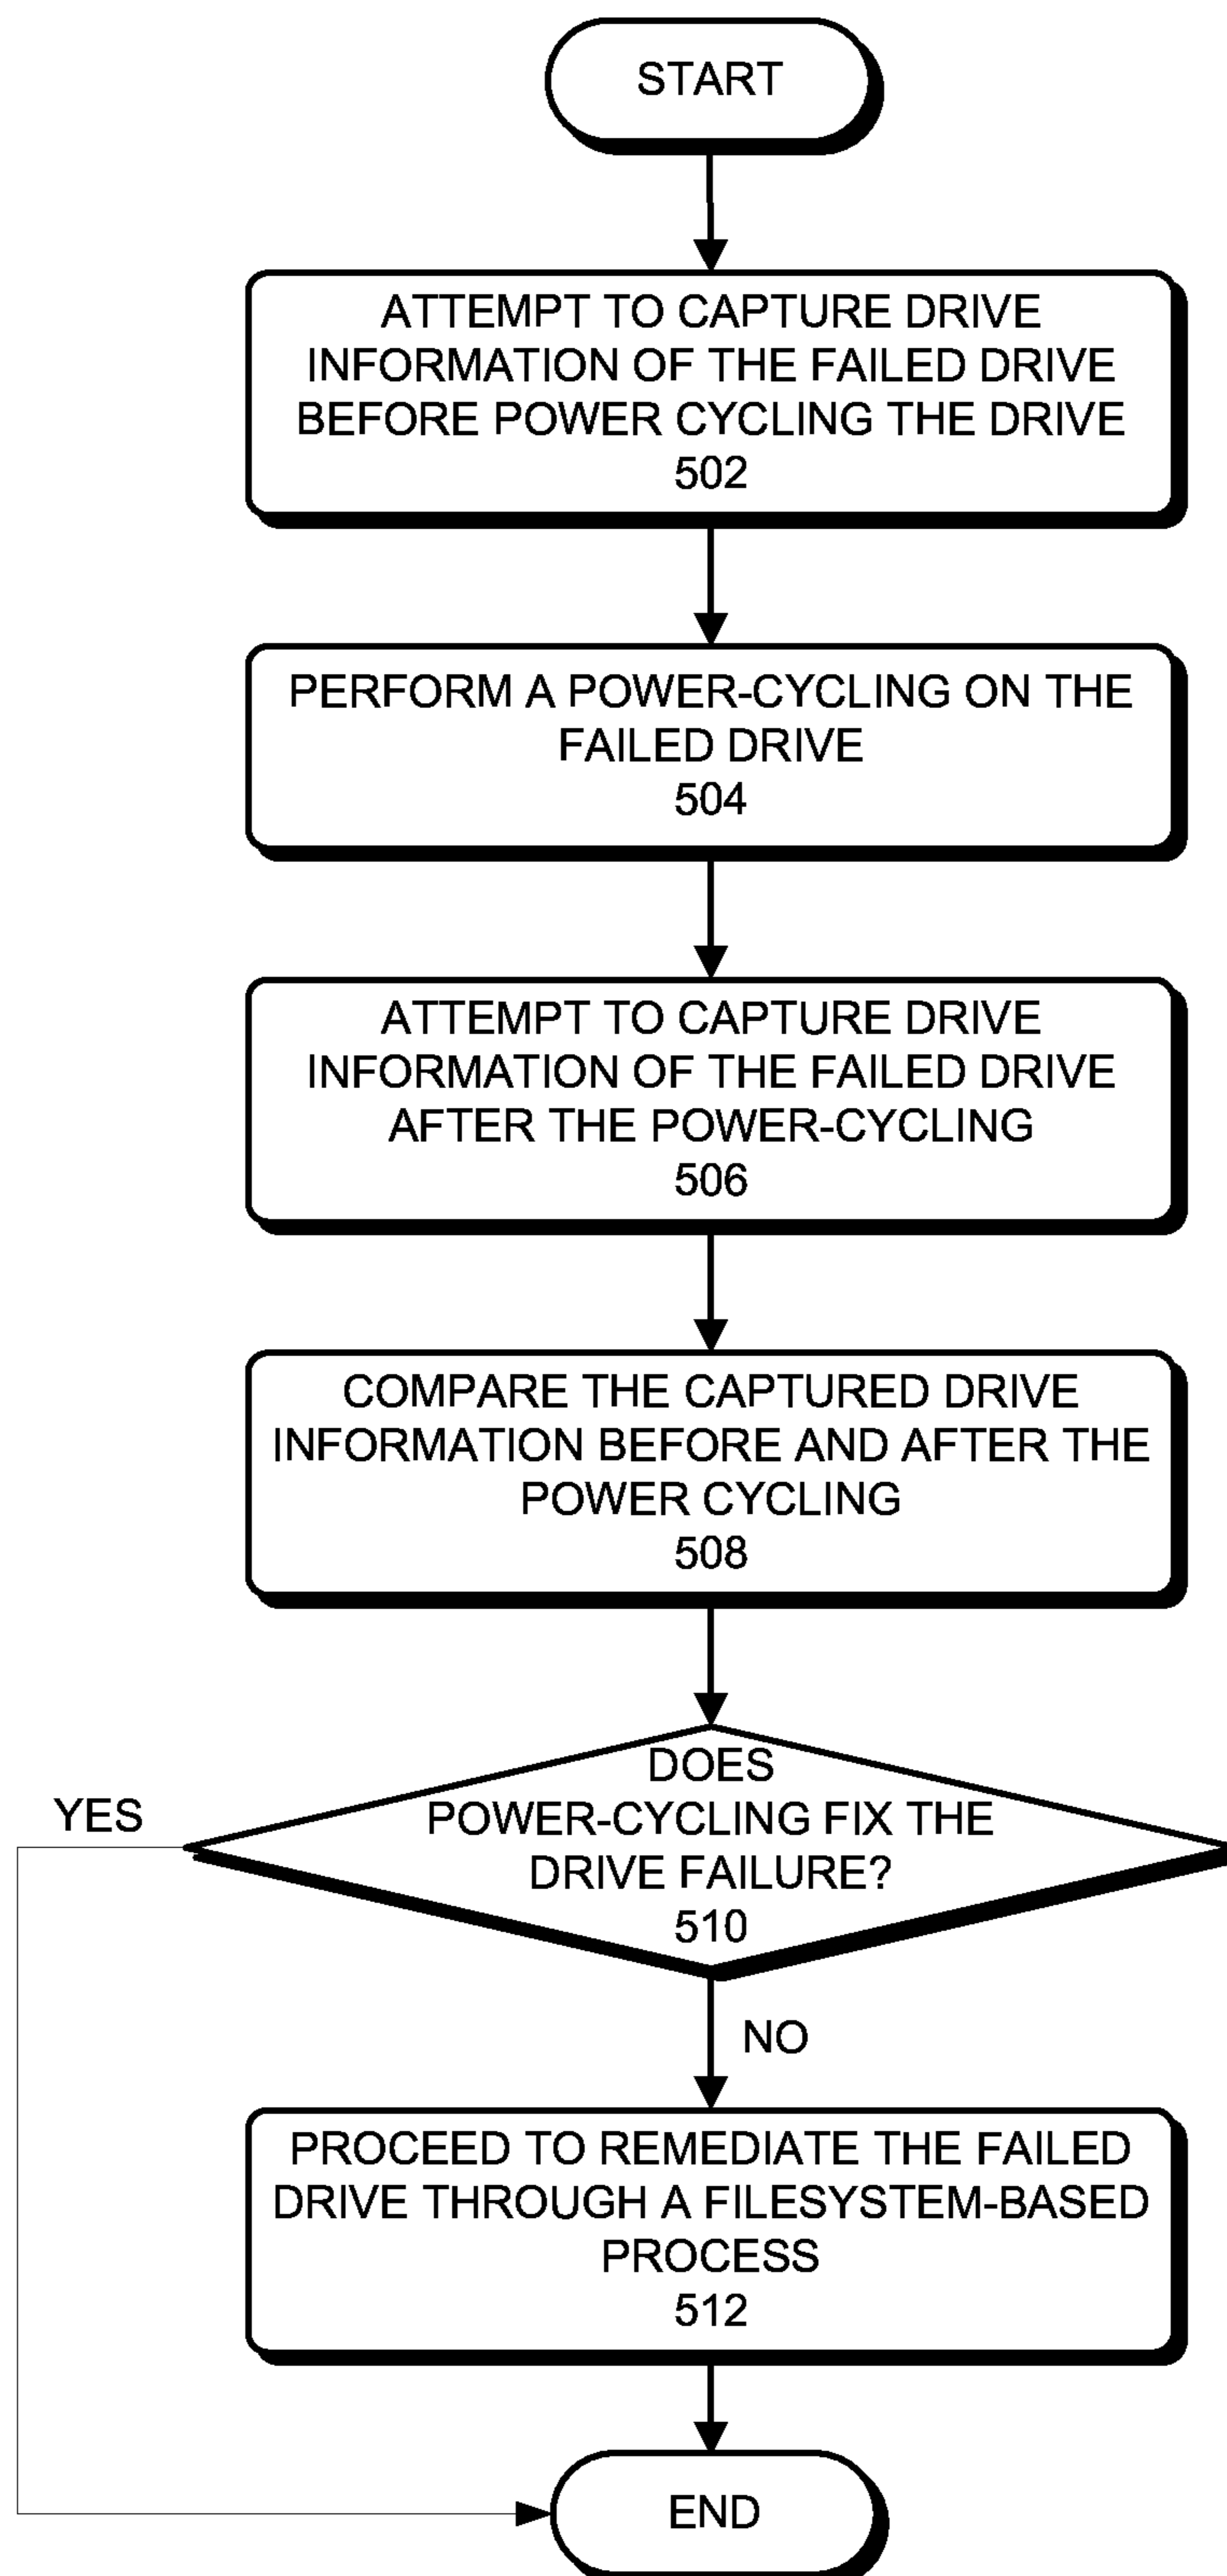 START
ATTEMPT TO CAPTURE DRIVE
INFORMATION OF THE FAILED DRIVE
BEFORE POWER CYCLING THE DRIVE
502
PERFORM A POWER-CYCLING ON THE
FAILED DRIVE
504
ATTEMPT TO CAPTURE DRIVE
INFORMATION OF THE FAILED DRIVE
AFTER THE POWER-CYCLING
506
COMPARE THE CAPTURED DRIVE
INFORMATION BEFORE AND AFTER THE
POWER CYCLING
508
DOES
POWER-CYCLING FIX THE
DRIVE FAILURE?
510
YES
NO
PROCEED TO REMEDIATE THE FAILED
DRIVE THROUGH A FILESYSTEM-BASED
PROCESS
512
END